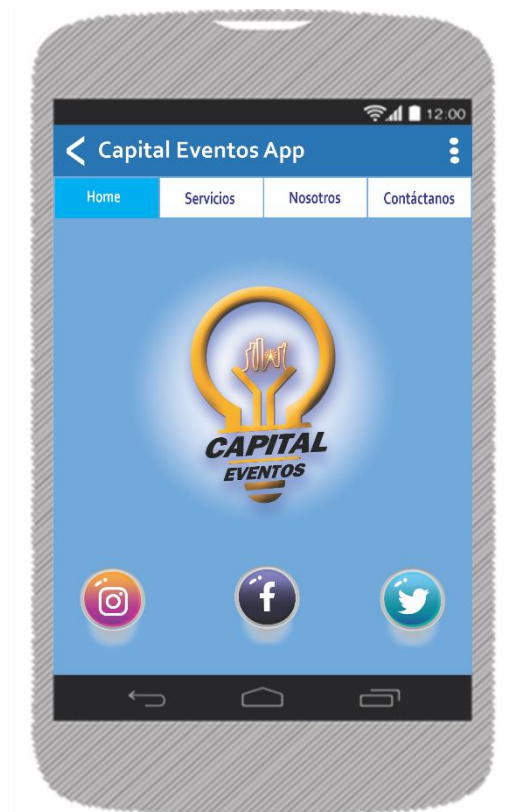 12:00
Capital Eventos App
Home Servicios Nosotros Contáctanos
CAPITAL
EVENTOS